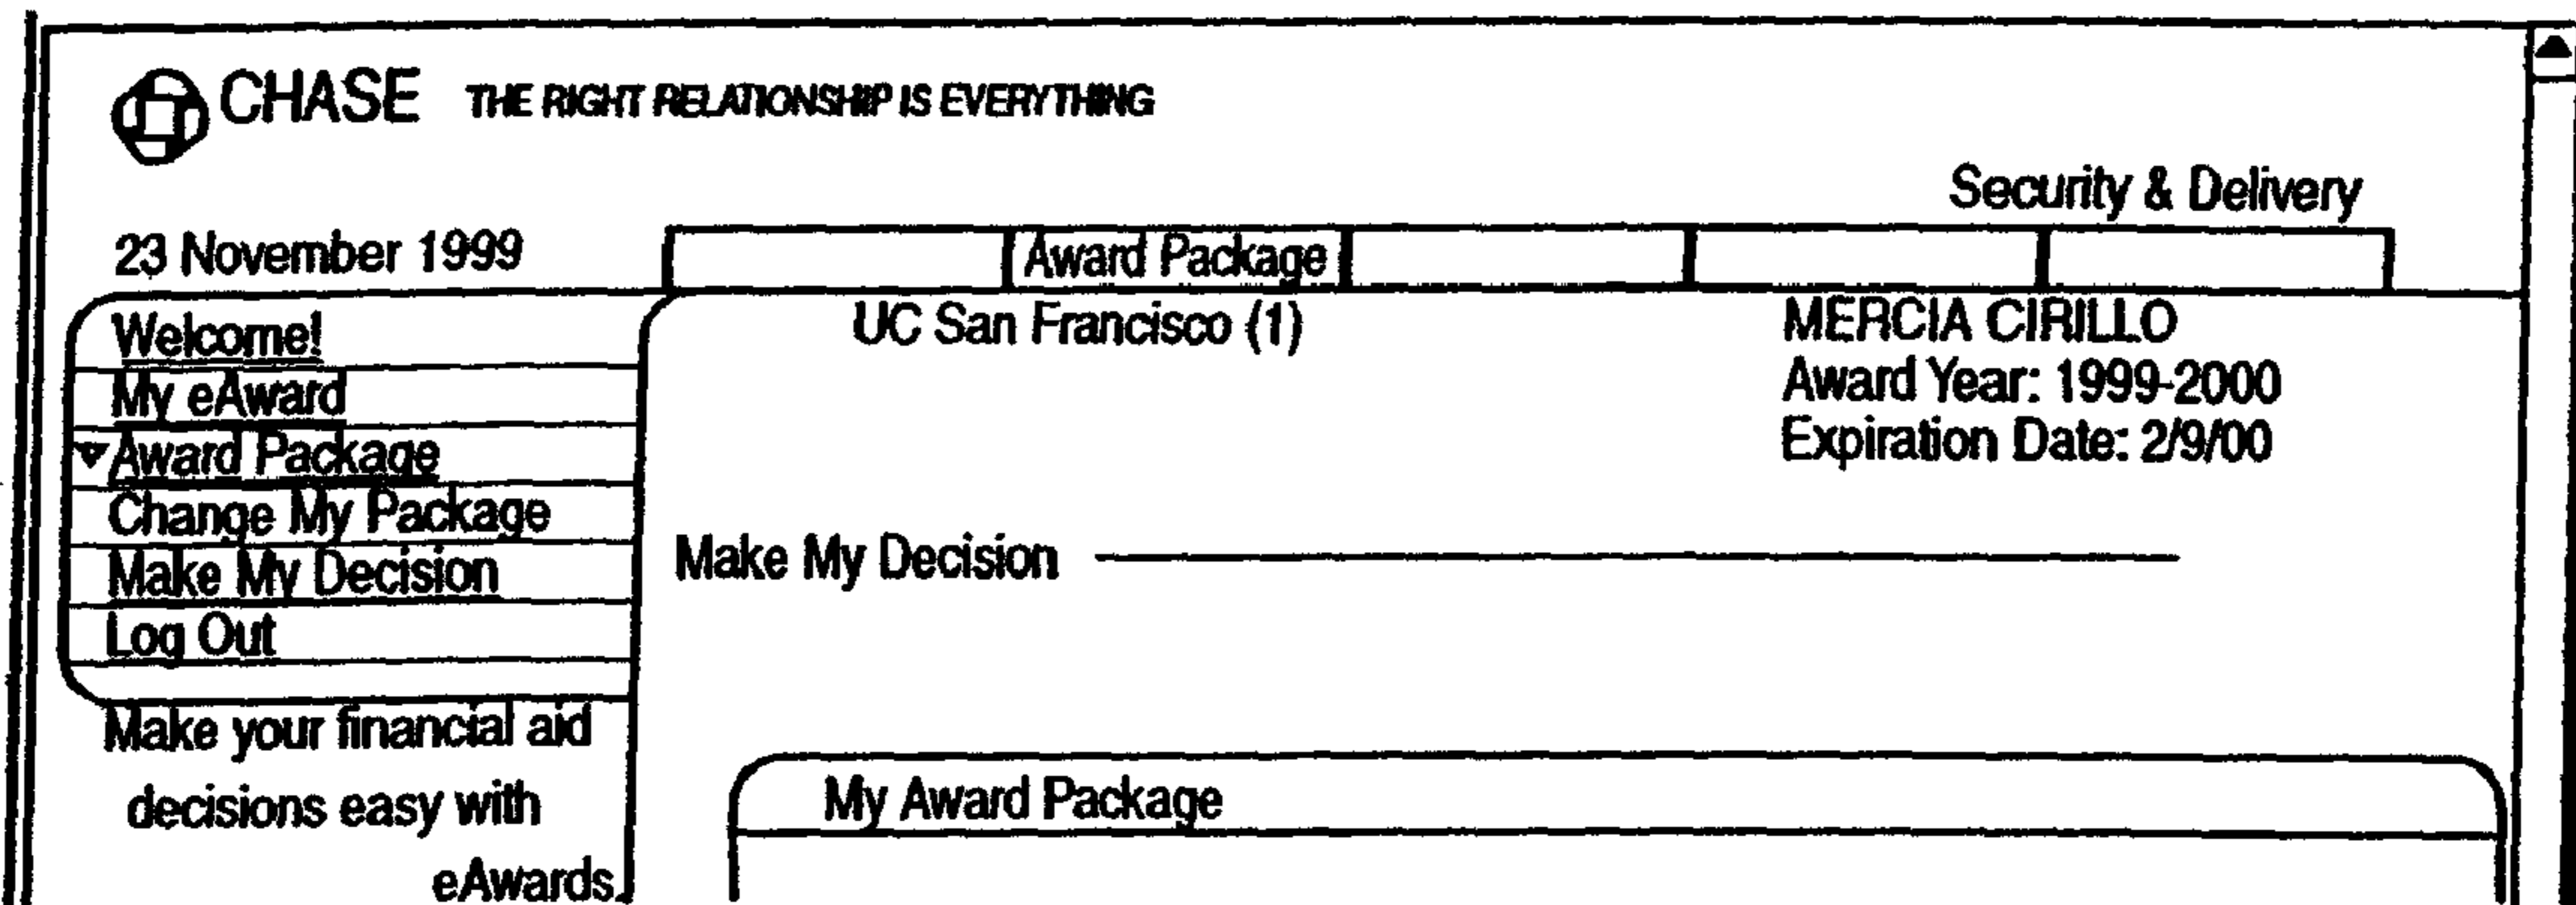 CHASE THE RIGHT RELATIONSHIP IS EVERYTHING
Security & Delivery
23 November 1999
Award Package
Welcome!
My eAward
Award Package
Change My Package
Make My Decision
Log Out
Make your financial aid
decisions easy with
eAwards.
UC San Francisco (1)
MERCIA CIRILLO
Award Year: 1999-2000
Expiration Date: 2/9/00
Make My Decision
My Award Package